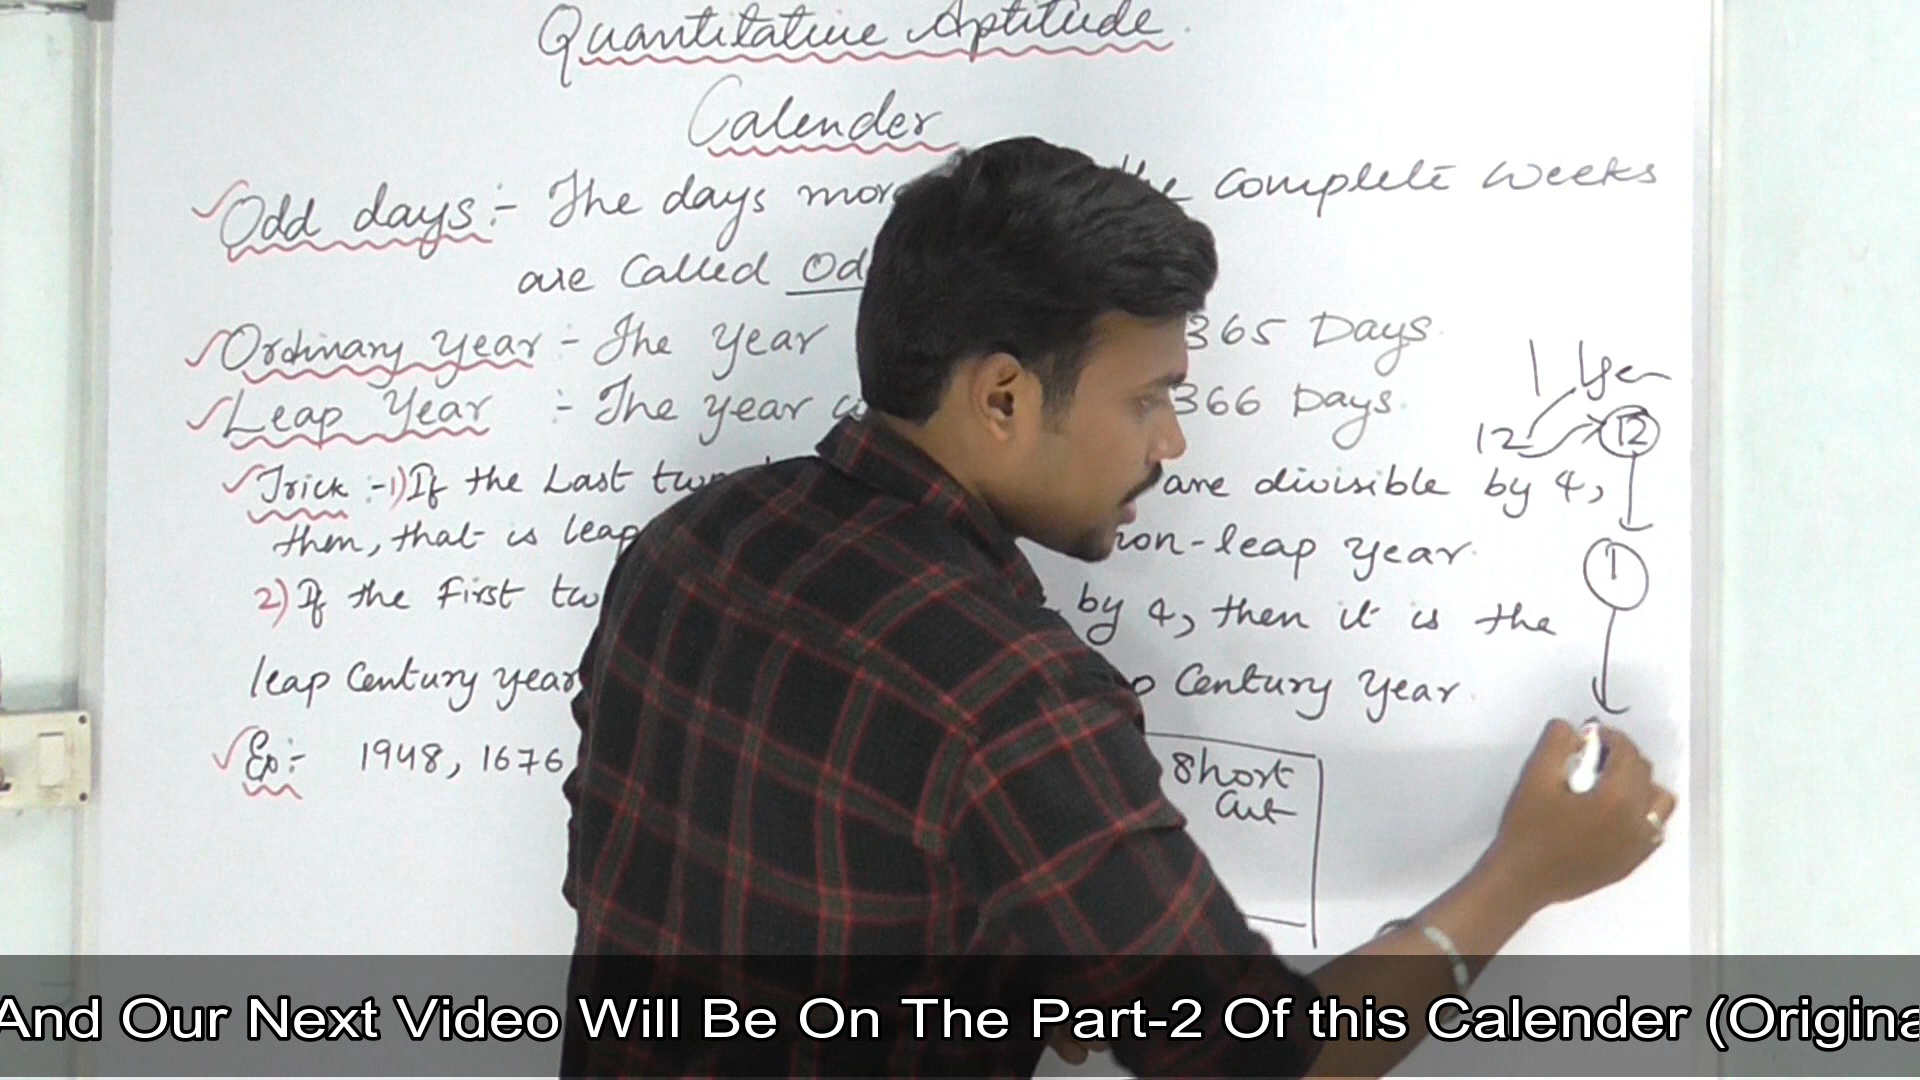 Quantitative Aptitude
Calender
Odd days:- The days more the complete weeks
are called Od
Ordinary Year:- The Year 365 Days
1 Year
Leap Year :- The year 366 Days.
12 12
Trick:-1) If the Last two are divisible by 4,
then, that is leap non-leap year.
1
2) If the First tw by 4, then it is the
leap Century year Century Year.
Ex:- 1948, 1676 Short
Cut
And Our Next Video Will Be On The Part-2 Of this Calender (Origina